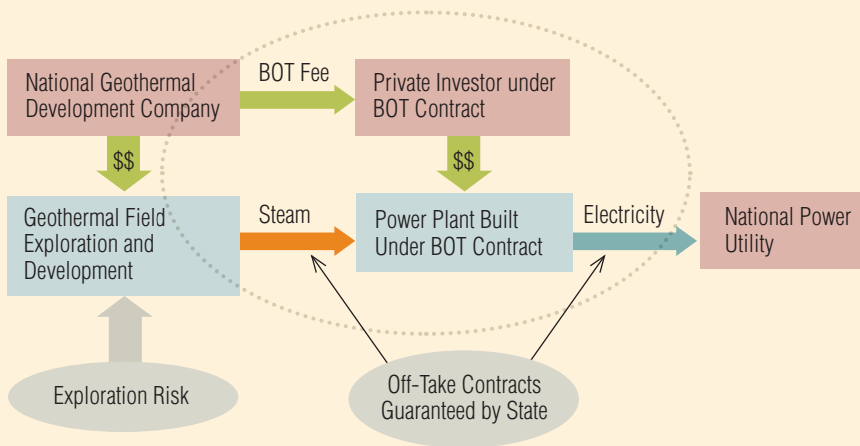 National Geothermal
Development Company
BOT Fee
Private Investor under
BOT Contract
$$
$$
Geothermal Field
Exploration and
Development
Steam
Power Plant Built
Under BOT Contract
Electricity
National Power
Utility
Exploration Risk
Off-Take Contracts
Guaranteed by State